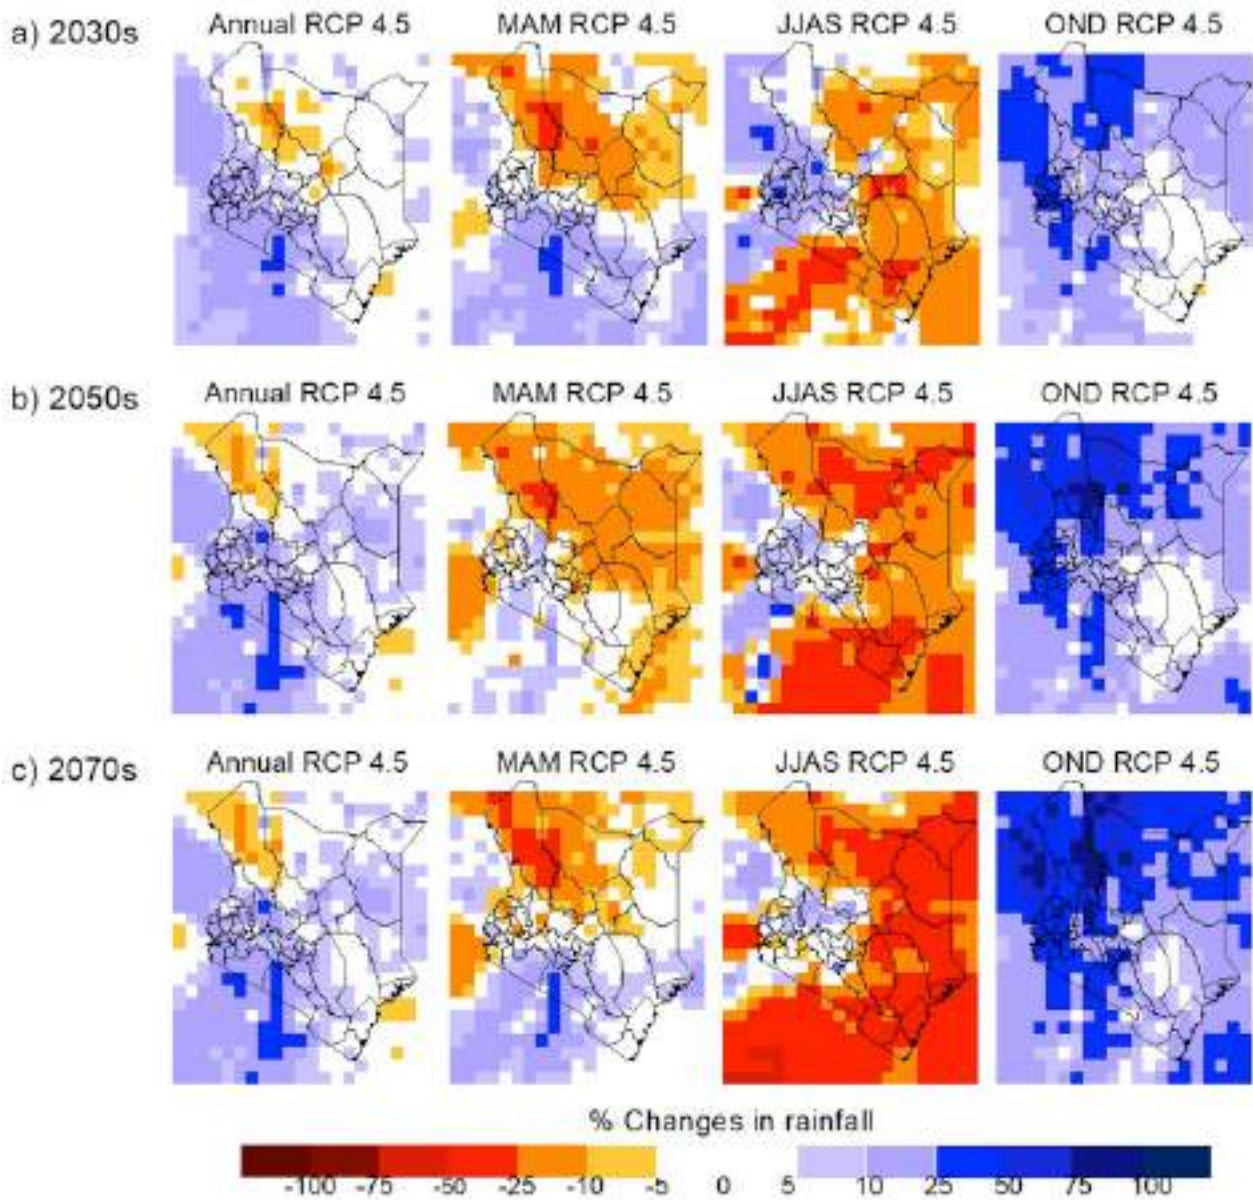 a) 2030s
Annual RCP 4.5 MAM RCP 4.5 JJAS RCP 4.5 OND RCP 4.5
b) 2050s
Annual RCP 4.5 MAM RCP 4.5 JJAS RCP 4.5 OND RCP 4.5
c) 2070s
Annual RCP 4.5 MAM RCP 4.5 JJAS RCP 4.5 OND RCP 4.5
% Changes in rainfall
-100 -75 -50 -25 -10 -5 0 5 10 25 50 75 100